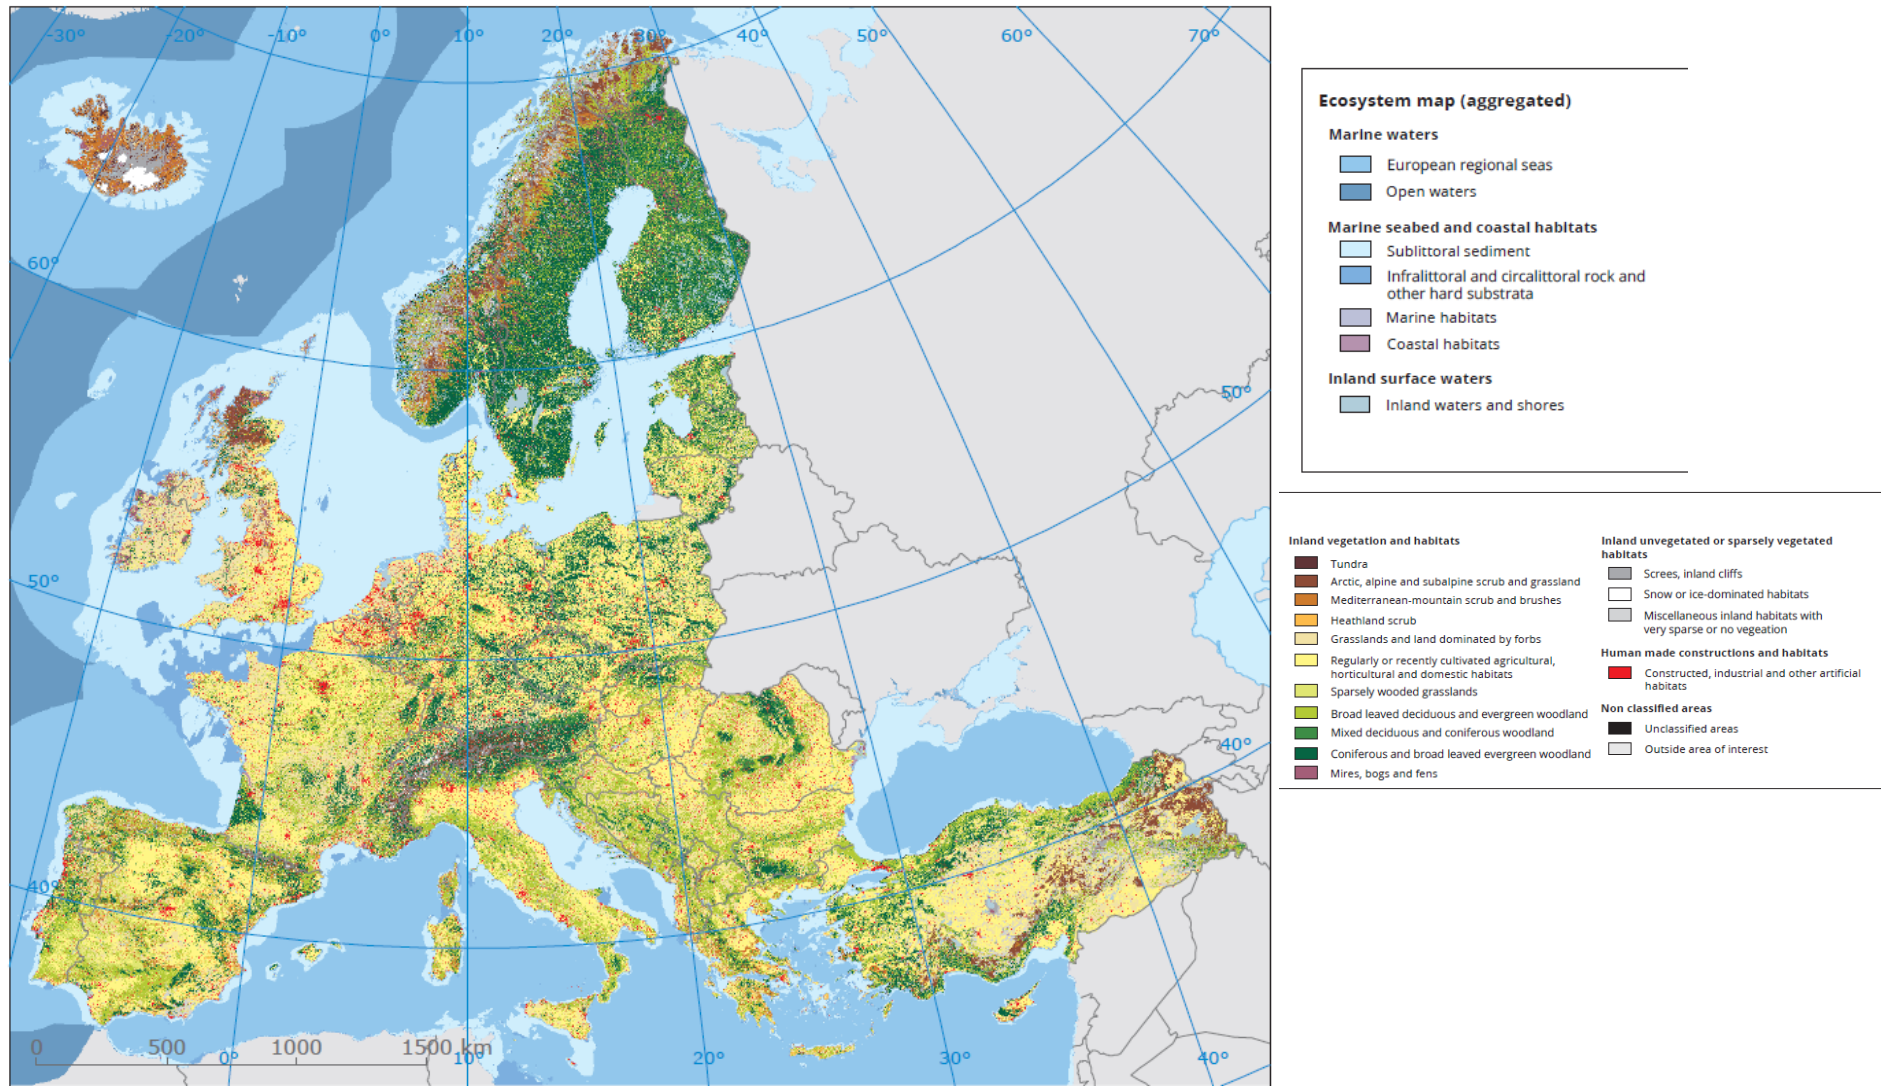 -30°
-20°
-10°
0°
10°
20°
30°
40°
50°
60°
70°
60°
50°
50°
40°
40°
0
500
1000
1500 km
0°
10°
20°
30°
40°
Ecosystem map (aggregated)
Marine waters
European regional seas
Open waters
Marine seabed and coastal habitats
Sublittoral sediment
Infralittoral and circalittoral rock and
other hard substrata
Marine habitats
Coastal habitats
Inland surface waters
Inland waters and shores
Inland vegetation and habitats
Tundra
Arctic, alpine and subalpine scrub and grassland
Mediterranean-mountain scrub and brushes
Heathland scrub
Grasslands and land dominated by forbs
Regularly or recently cultivated agricultural,
horticultural and domestic habitats
Sparsely wooded grasslands
Broad leaved deciduous and evergreen woodland
Mixed deciduous and coniferous woodland
Coniferous and broad leaved evergreen woodland
Mires, bogs and fens
Inland unvegetated or sparsely vegetated
habitats
Screes, inland cliffs
Snow or ice-dominated habitats
Miscellaneous inland habitats with
very sparse or no vegeation
Human made constructions and habitats
Constructed, industrial and other artificial
habitats
Non classified areas
Unclassified areas
Outside area of interest